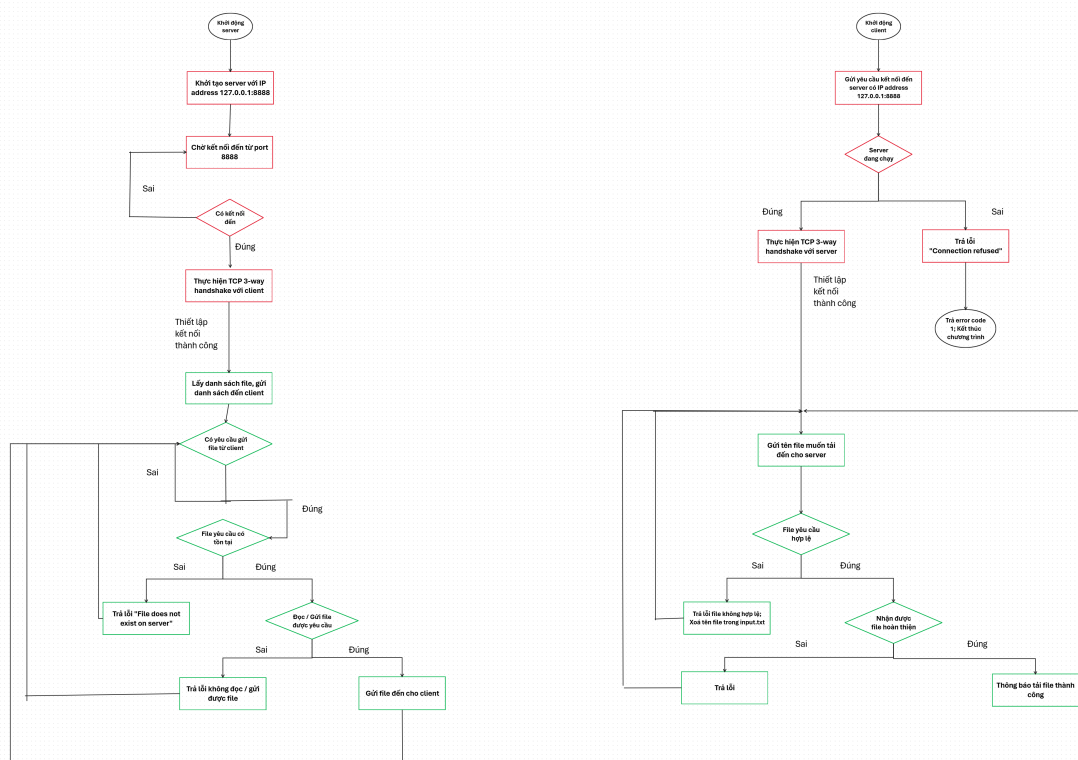 Khởi động
server
Khởi tạo server với IP
address 127.0.0.1:8888
Chờ kết nối đến từ port
8888
Sai
Có kết nối
đến
Đúng
Thực hiện TCP 3-way
handshake với client
Thiết lập
kết nối
thành công
Lấy danh sách file, gửi
danh sách đến client
Có yêu cầu gửi
file từ client
Sai
Đúng
File yêu cầu có
tồn tại
Sai
Đúng
Trả lỗi "File does not
exist on server"
Đọc / Gửi file
được yêu cầu
Sai
Đúng
Trả lỗi không đọc / gửi
được file
Gửi file đến cho client
Khởi động
client
Gửi yêu cầu kết nối đến
server có IP address
127.0.0.1:8888
Server
đang chạy
Đúng
Sai
Thực hiện TCP 3-way
handshake với server
Trả lỗi
"Connection refused"
Thiết lập
kết nối
thành công
Trả error code
1; Kết thúc
chương trình
Gửi tên file muốn tải
đến cho server
File yêu cầu
hợp lệ
Sai
Đúng
Trả lỗi file không hợp lệ;
Xoá tên file trong input.txt
Nhận được
file hoàn thiện
Sai
Đúng
Trả lỗi
Thông báo tải file thành
công